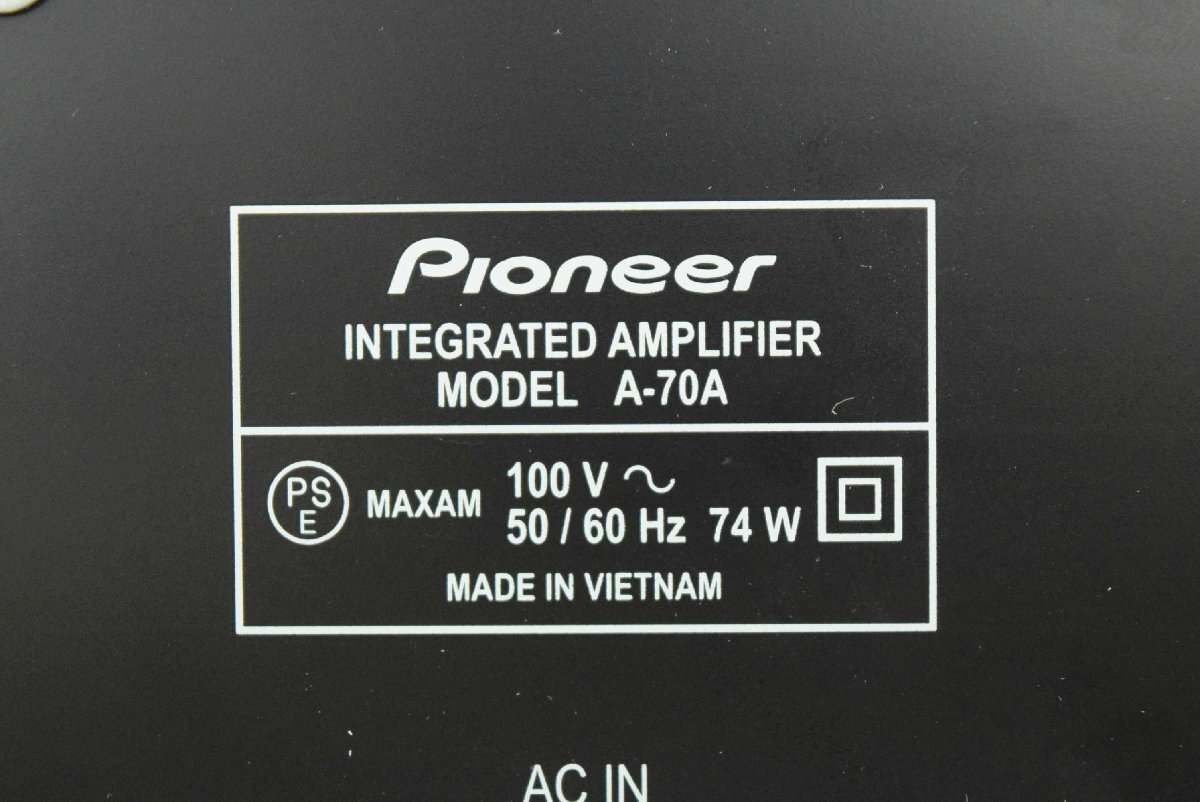 Pioneer
INTEGRATED AMPLIFIER
MODEL A-70A
PS
E
MAXAM
100 V
50 / 60 Hz 74 W
MADE IN VIETNAM
AC IN